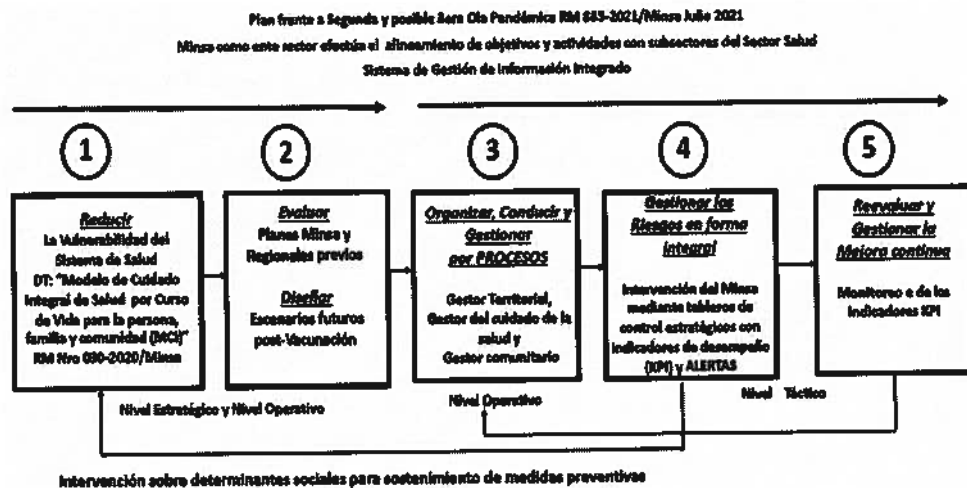 Plan frente a Segunda y posible 3era Ola Pandémica RM 835-2021/Minsa Julio 2021
Minsa como ente sector efectúa el alineamiento de objetivos y actividades con subsectores del Sector Salud
Sistema de Gestión de Información Integrado
1
2
3
4
5
Reducir
La Vulnerabilidad del
Sistema de Salud
DT: "Modelo de Cuidado
Integral de Salud por Curso
de Vida para la persona,
familia y comunidad (MCI)"
RM Nro 030-2020/Minsa
Evaluar
Planes Minsa y
Regionales previos
Diseñar
Escenarios futuros
post-Vacunación
Organizar, Conducir y
Gestionar
por PROCESOS
Gestor Territorial,
Gestor del cuidado de la
salud y
Gestor comunitario
Gestionar los
Riesgos en forma
integral
Intervención del Minsa
mediante tableros de
control estratégicos con
indicadores de desempeño
(KPI) y ALERTAS
Reevaluar y
Gestionar la
Mejora continua
Monitoreo e de los
Indicadores KPI
Nivel Estratégico y Nivel Operativo
Nivel Operativo
Nivel Táctico
Intervención sobre determinantes sociales para sostenimiento de medidas preventivas